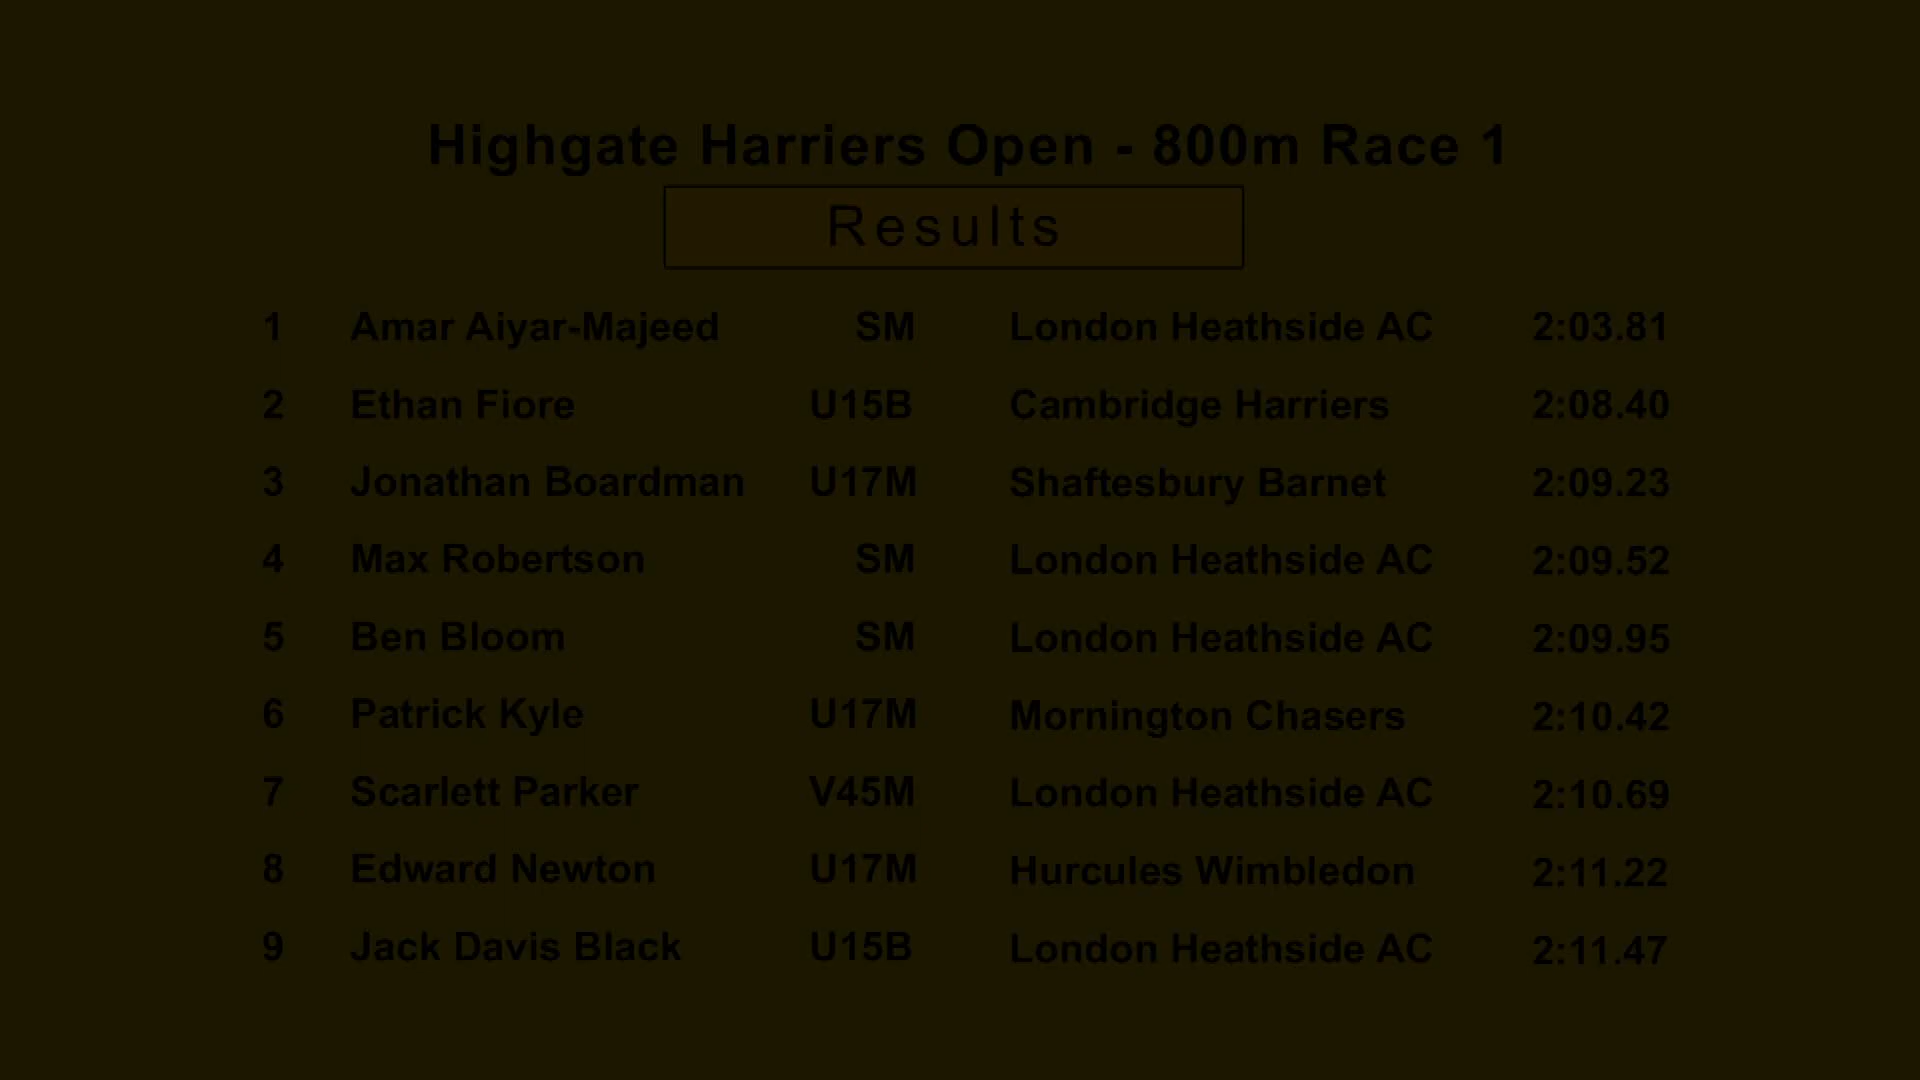 Highgate Harriers Open - 800m Race 1
Results
1 Amar Aiyar-Majeed SM London Heathside AC 2:03.81
2 Ethan Fiore U15B Cambridge Harriers 2:08.40
3 Jonathan Boardman U17M Shaftesbury Barnet 2:09.23
4 Max Robertson SM London Heathside AC 2:09.52
5 Ben Bloom SM London Heathside AC 2:09.95
6 Patrick Kyle U17M Mornington Chasers 2:10.42
7 Scarlett Parker V45M London Heathside AC 2:10.69
8 Edward Newton U17M Hurcules Wimbledon 2:11.22
9 Jack Davis Black U15B London Heathside AC 2:11.47